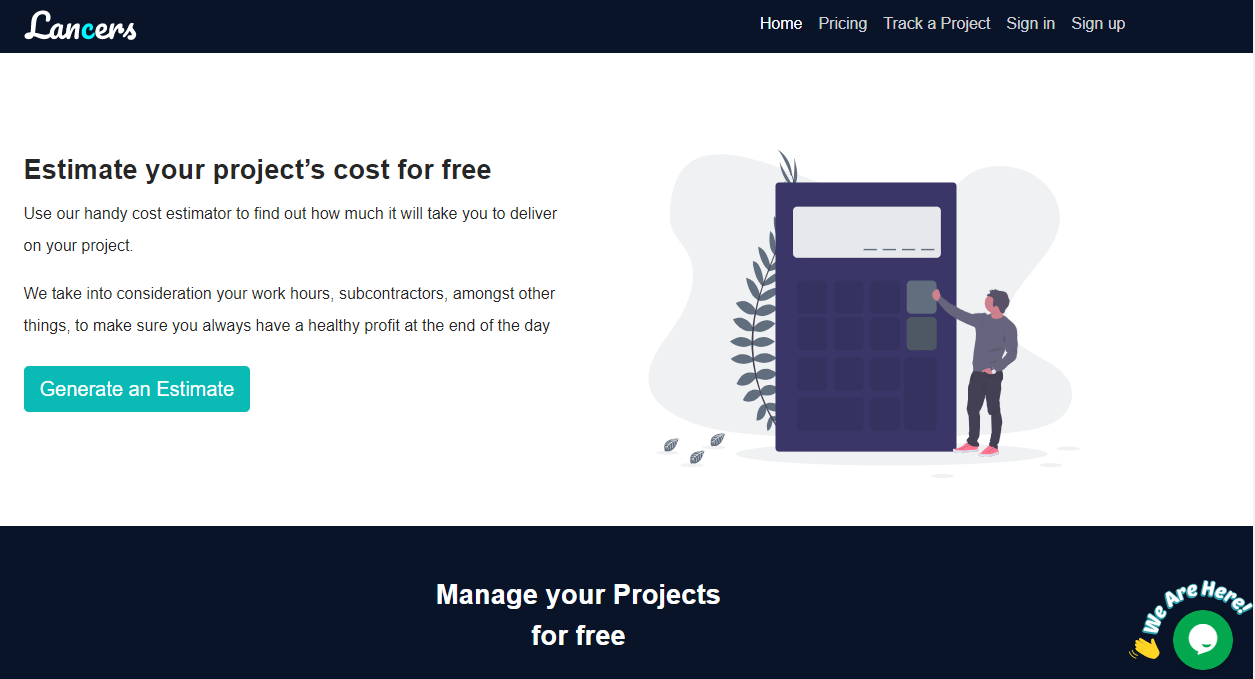 Lancers
Home Pricing Track a Project Sign in Sign up
Estimate your project’s cost for free
Use our handy cost estimator to find out how much it will take you to deliver
on your project.
We take into consideration your work hours, subcontractors, amongst other
things, to make sure you always have a healthy profit at the end of the day
Generate an Estimate
Manage your Projects
for free
We Are Here!